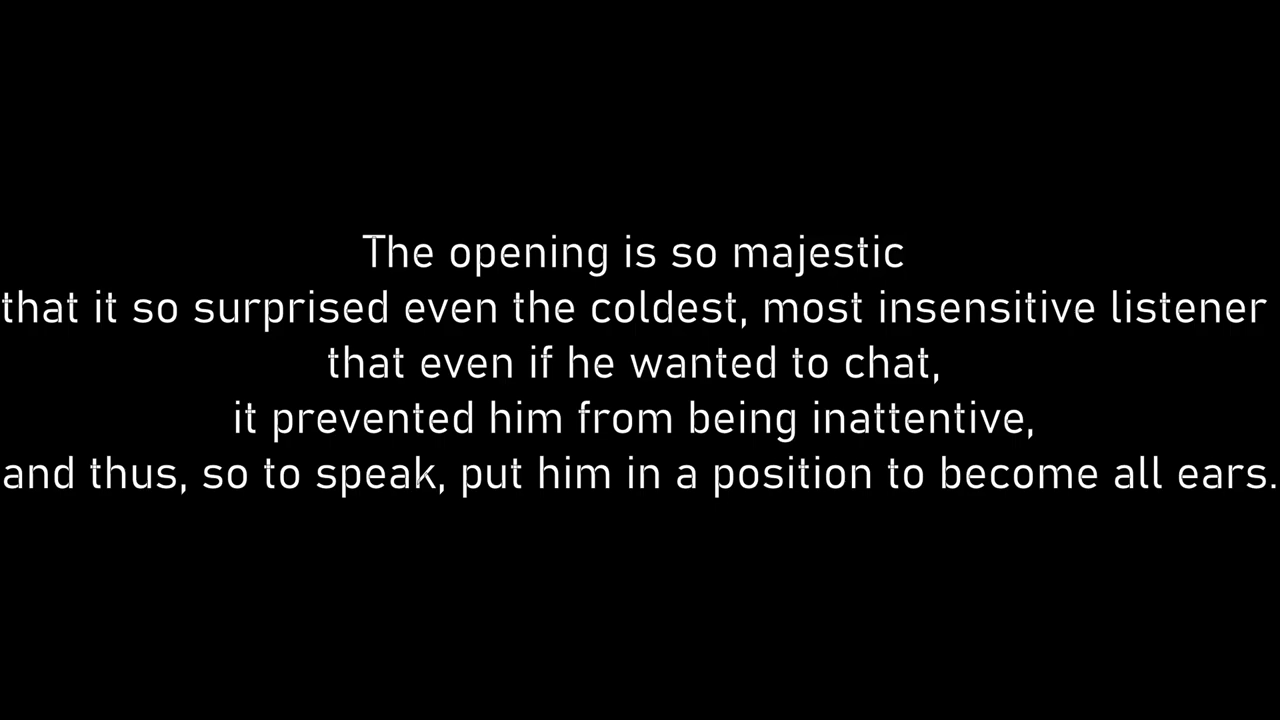 The opening is so majestic
that it so surprised even the coldest, most insensitive listener
that even if he wanted to chat,
it prevented him from being inattentive,
and thus, so to speak, put him in a position to become all ears.